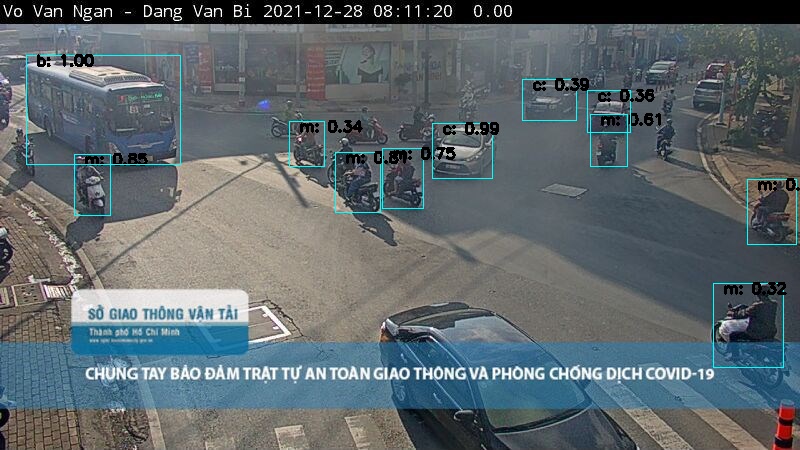 Vo Van Ngan - Dang Van Bi 2021-12-28 08:11:20 0.00
b: 1.00
c: 0.39
c: 0.36
m: 0.61
m: 0.34
c: 0.99
m: 0.85
m: 0.75
m: 0.
m: 0.32
SỞ GIAO THÔNG VẬN TẢI
Thành phố Hồ Chí Minh
CHUNG TAY BẢO ĐẢM TRẬT TỰ AN TOÀN GIAO THÔNG VÀ PHÒNG CHỐNG DỊCH COVID-19